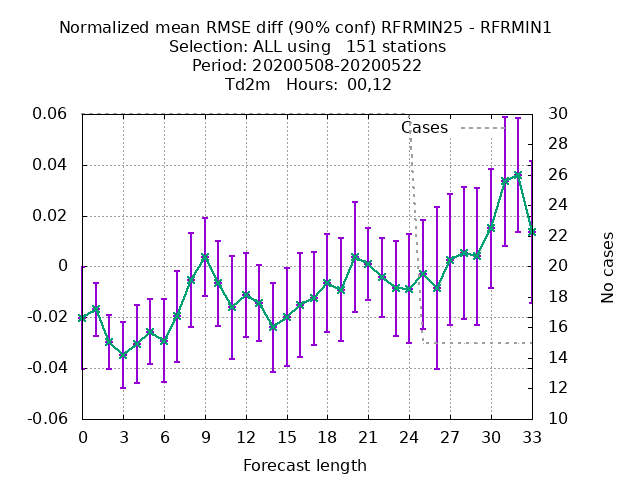 Normalized mean RMSE diff (90% conf) RFRMIN25 - RFRMIN1
Selection: ALL using   151 stations
Period: 20200508-20200522
Td2m   Hours:  00,12
0.06
0.04
0.02
0
-0.02
-0.04
-0.06
Cases
30
28
26
24
22
20
18
16
14
12
10
No cases
0 3 6 9 12 15 18 21 24 27 30 33
Forecast length